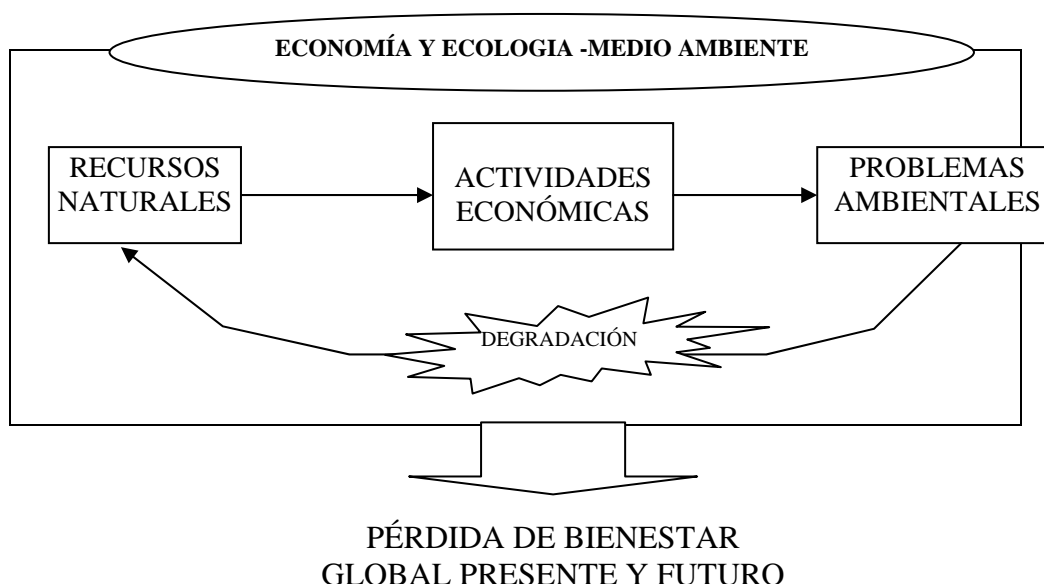 ECONOMÍA Y ECOLOGIA -MEDIO AMBIENTE
RECURSOS
NATURALES
ACTIVIDADES
ECONÓMICAS
PROBLEMAS
AMBIENTALES
DEGRADACIÓN
PÉRDIDA DE BIENESTAR
GLOBAL PRESENTE Y FUTURO